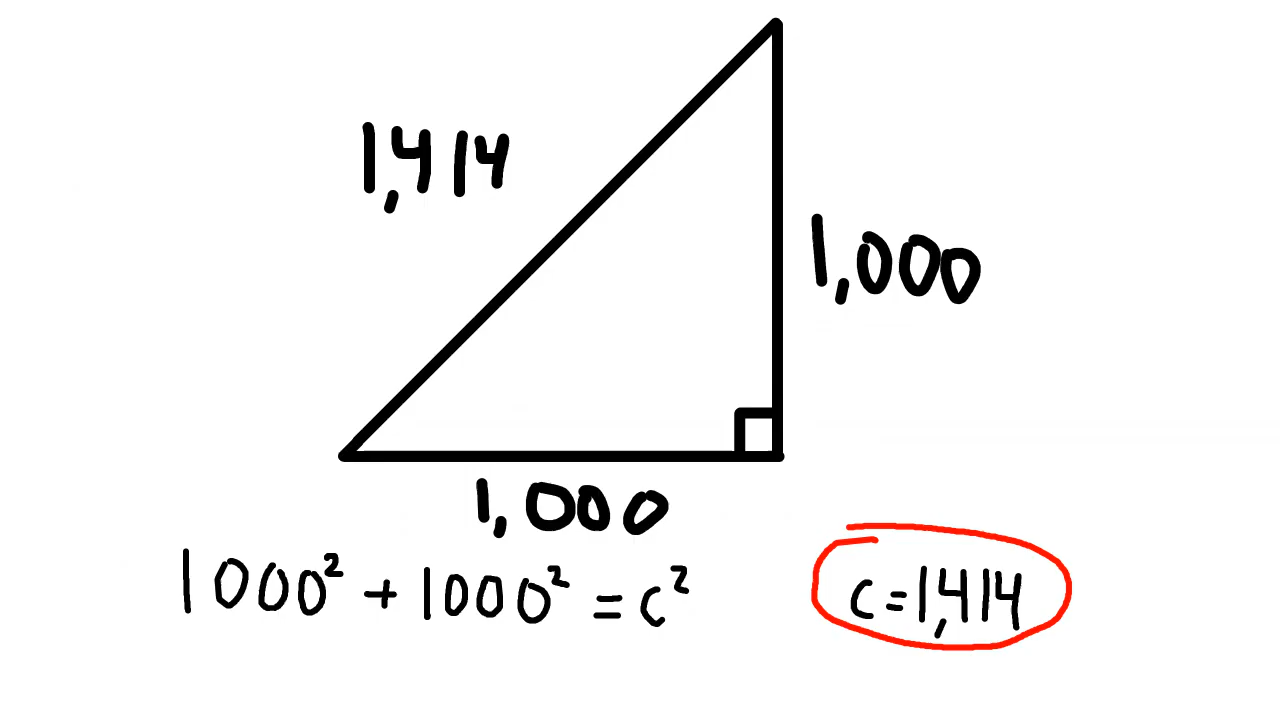 1,414
1,000
1,000
1000² + 1000² = c²
c=1,414